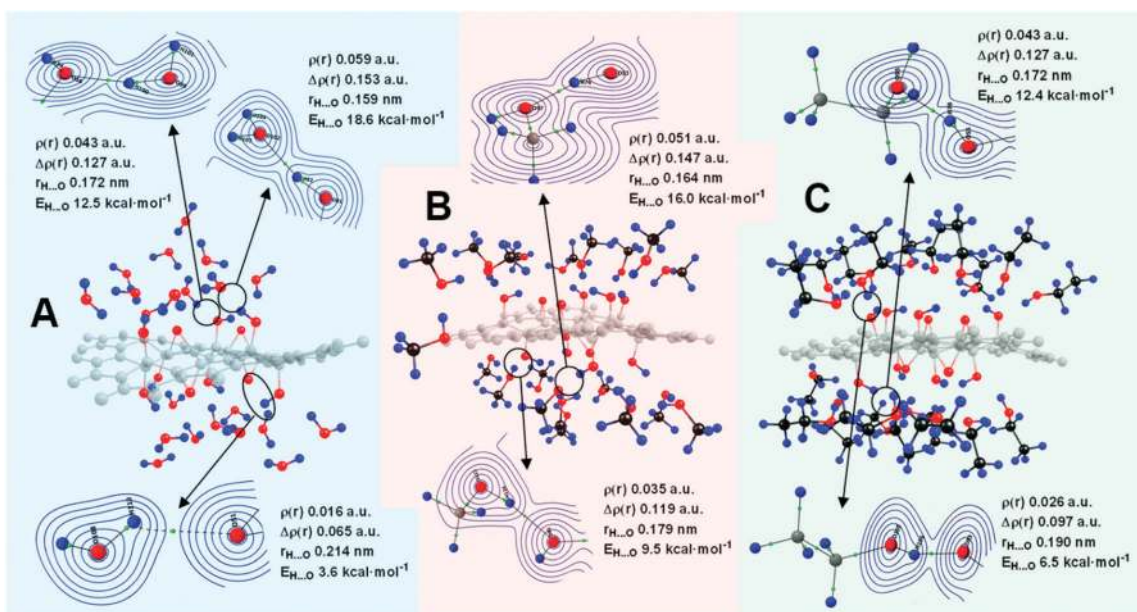 ρ(r) 0.059 a.u.
Δρ(r) 0.153 a.u.
rH...O 0.159 nm
EH...O 18.6 kcal·mol-1
ρ(r) 0.043 a.u.
Δρ(r) 0.127 a.u.
rH...O 0.172 nm
EH...O 12.5 kcal·mol-1
A
ρ(r) 0.016 a.u.
Δρ(r) 0.065 a.u.
rH...O 0.214 nm
EH...O 3.6 kcal·mol-1
ρ(r) 0.051 a.u.
Δρ(r) 0.147 a.u.
rH...O 0.164 nm
EH...O 16.0 kcal·mol-1
B
ρ(r) 0.035 a.u.
Δρ(r) 0.119 a.u.
rH...O 0.179 nm
EH...O 9.5 kcal·mol-1
ρ(r) 0.043 a.u.
Δρ(r) 0.127 a.u.
rH...O 0.172 nm
EH...O 12.4 kcal·mol-1
C
ρ(r) 0.026 a.u.
Δρ(r) 0.097 a.u.
rH...O 0.190 nm
EH...O 6.5 kcal·mol-1